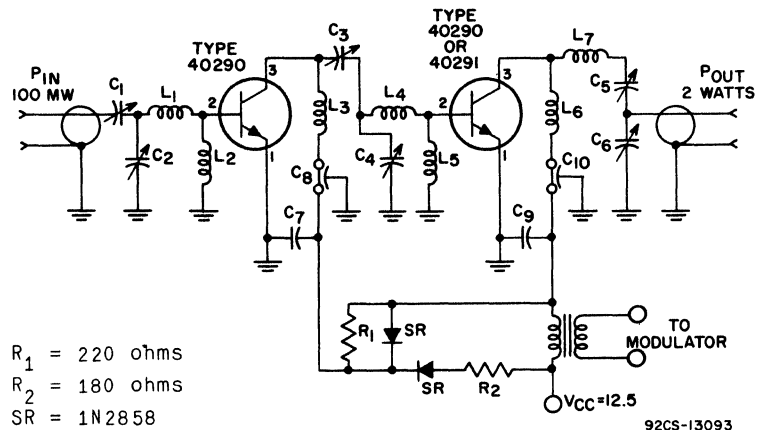 TYPE
40290
C3
TYPE
40290
OR
40291
L7
PIN
100 MW
C1
L1
2
3
L3
L4
2
3
L6
C5
POUT
2 WATTS
C2
L2
1
C8
C4
L5
1
C10
C6
C7
C9
R1
SR
SR
R2
TO
MODULATOR
VCC=12.5
R1 = 220 ohms
R2 = 180 ohms
SR = 1N2858
92CS-13093